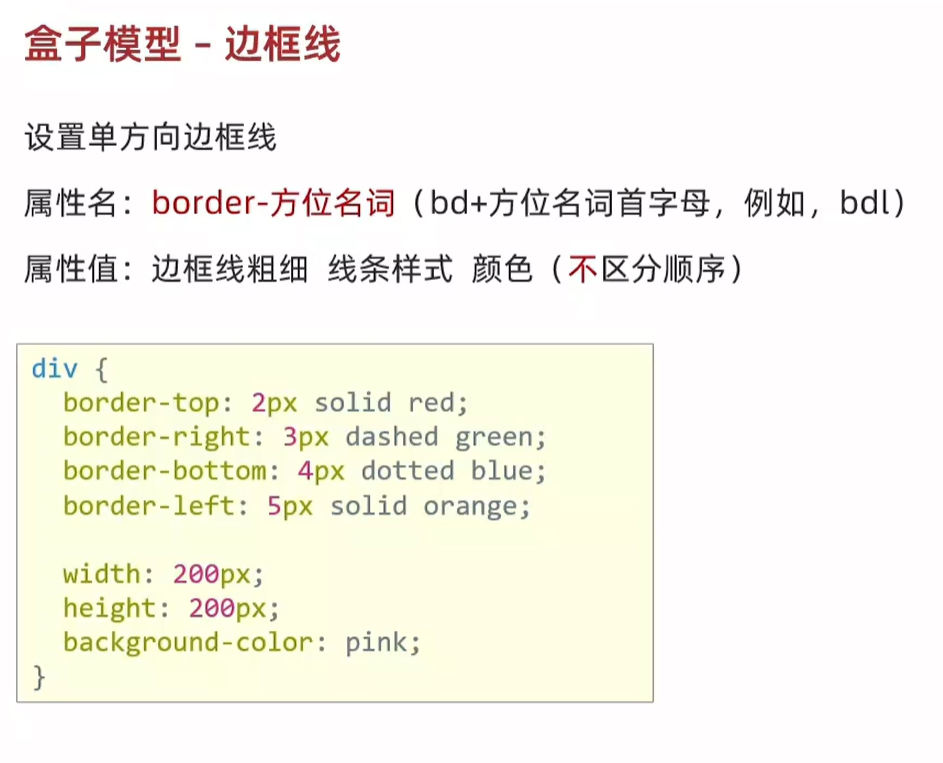 盒子模型 – 边框线
设置单方向边框线
属性名：border-方位名词（bd+方位名词首字母，例如，bdl）
属性值：边框线粗细 线条样式 颜色（不区分顺序）
div {
  border-top: 2px solid red;
  border-right: 3px dashed green;
  border-bottom: 4px dotted blue;
  border-left: 5px solid orange;
  width: 200px;
  height: 200px;
  background-color: pink;
}